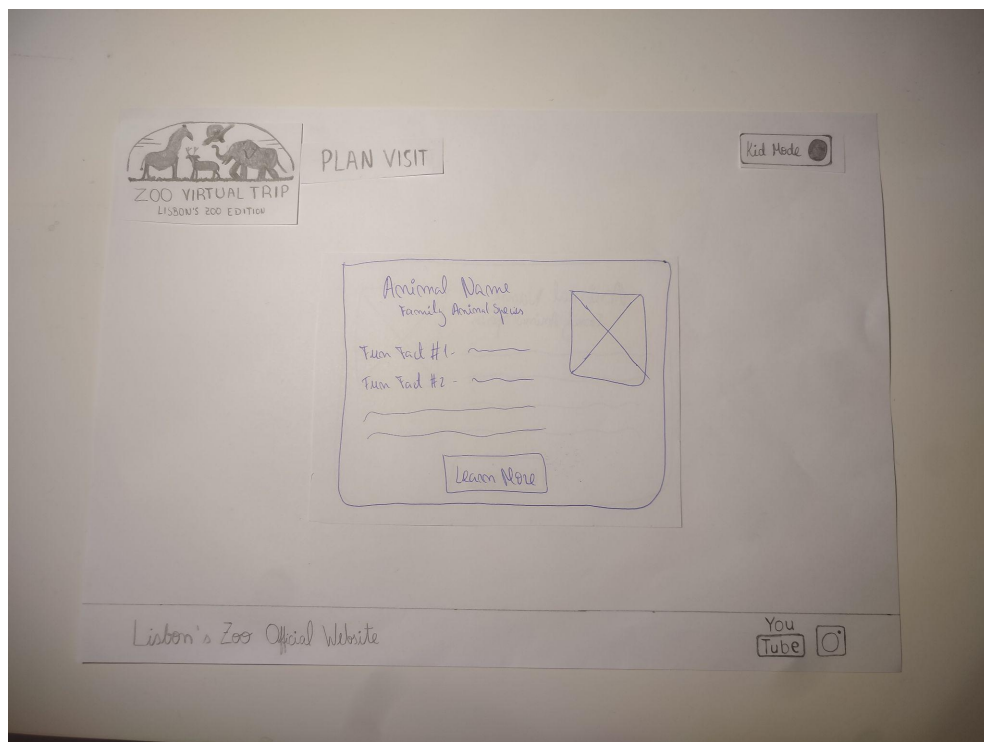 ZOO VIRTUAL TRIP
LISBON'S ZOO EDITION
PLAN VISIT
Kid Mode
Animal Name
Family Animal Species
Fun Fact #1-
Fun Fact #2-
Learn More
Lisbon's Zoo Official Website
You
Tube